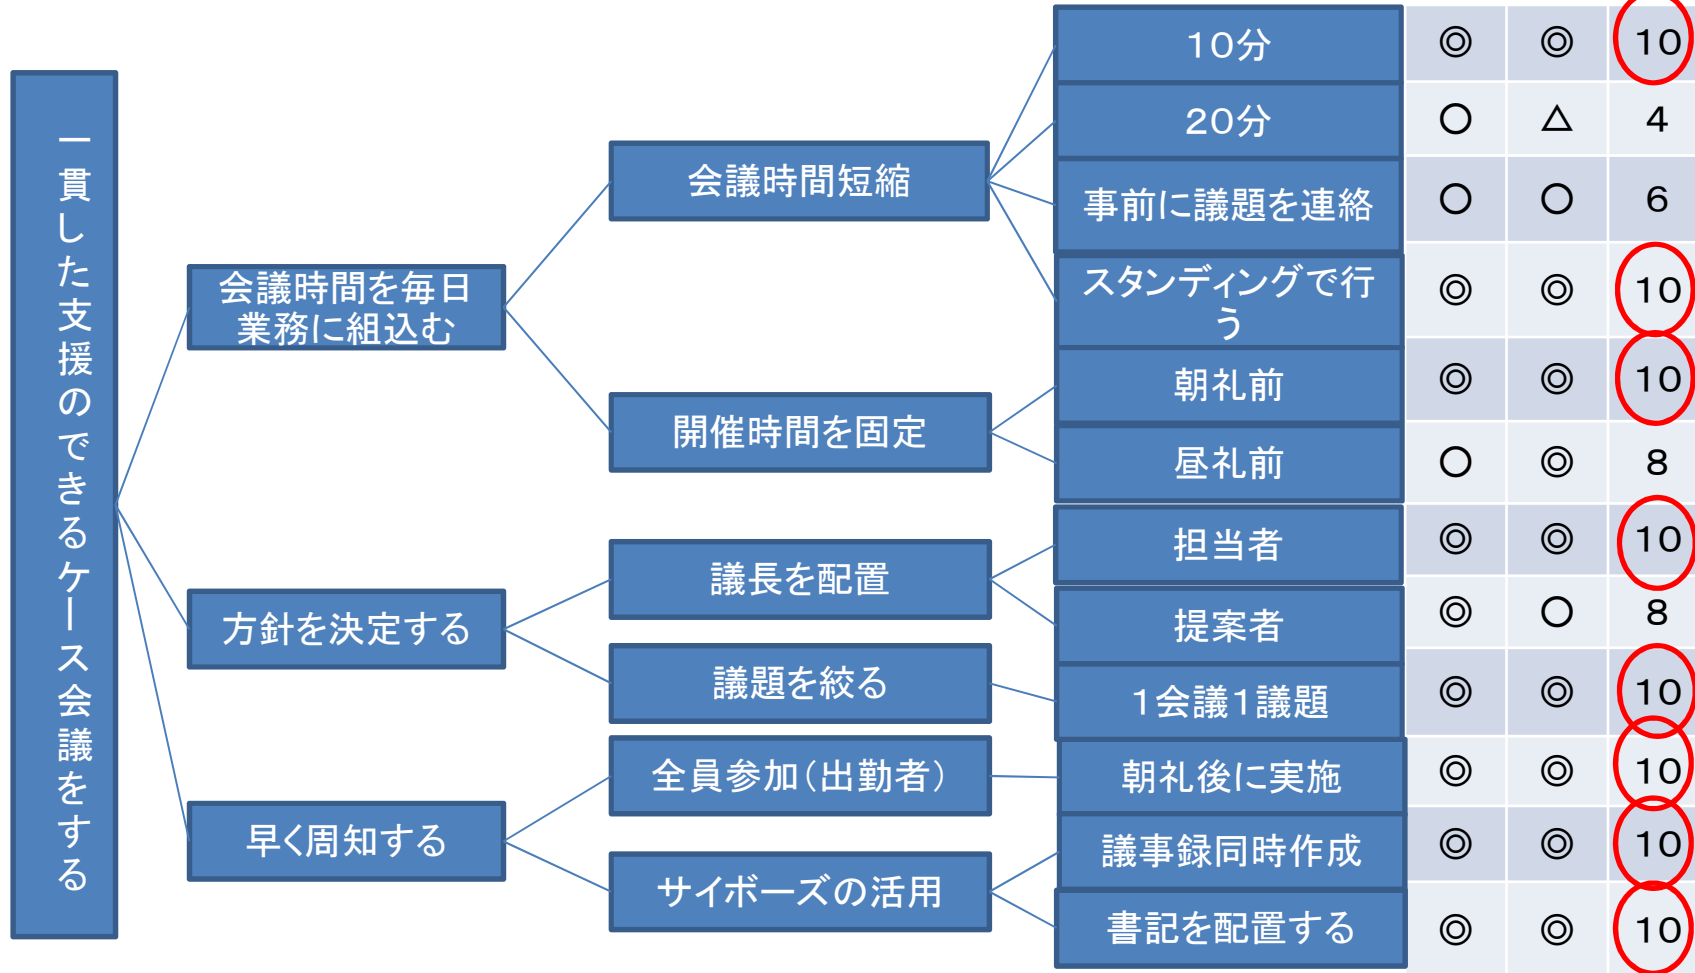 一貫した支援のできるケース会議をする
会議時間を毎日
業務に組込む
方針を決定する
早く周知する
会議時間短縮
開催時間を固定
議長を配置
議題を絞る
全員参加(出勤者)
サイボーズの活用
10分 ◎ ◎ 10
20分 ○ △ 4
事前に議題を連絡 ○ ○ 6
スタンディングで行
う ◎ ◎ 10
朝礼前 ◎ ◎ 10
昼礼前 ○ ◎ 8
担当者 ◎ ◎ 10
提案者 ◎ ○ 8
1会議1議題 ◎ ◎ 10
朝礼後に実施 ◎ ◎ 10
議事録同時作成 ◎ ◎ 10
書記を配置する ◎ ◎ 10